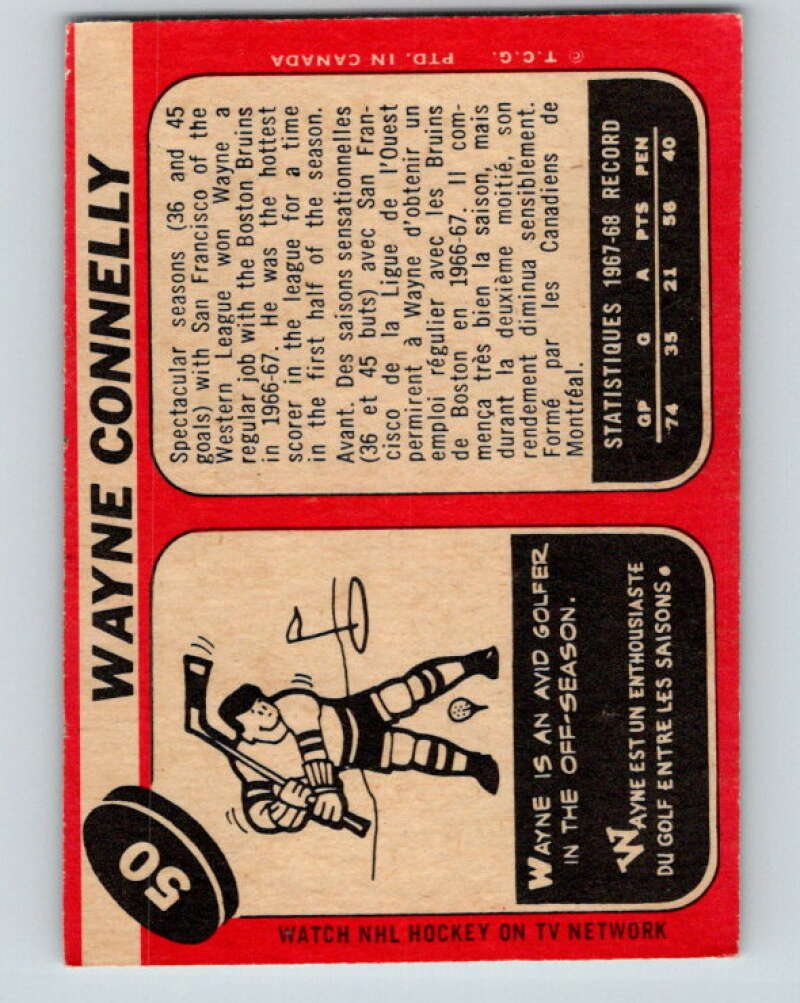 WAYNE CONNELLY
50
WAYNE IS AN AVID GOLFER
IN THE OFF-SEASON.
WAYNE EST UN ENTHOUSIASTE
DU GOLF ENTRE LES SAISONS.
Spectacular seasons (36 and 45
goals) with San Francisco of the
Western League won Wayne a
regular job with the Boston Bruins
in 1966-67. He was the hottest
scorer in the league for a time
in the first half of the season.
Avant. Des saisons sensationnelles
(36 et 45 buts) avec San Fran-
cisco de la Ligue de l'Ouest
permirent à Wayne d'obtenir un
emploi régulier avec les Bruins
de Boston en 1966-67. Il com-
mença très bien la saison, mais
durant la deuxième moitié, son
rendement diminua sensiblement.
Formé par les Canadiens de
Montréal.
STATISTIQUES 1967-68 RECORD
GP G A PTS PEN
74 35 21 56 40
WATCH NHL HOCKEY ON TV NETWORK
© T.C.G. PTD. IN CANADA